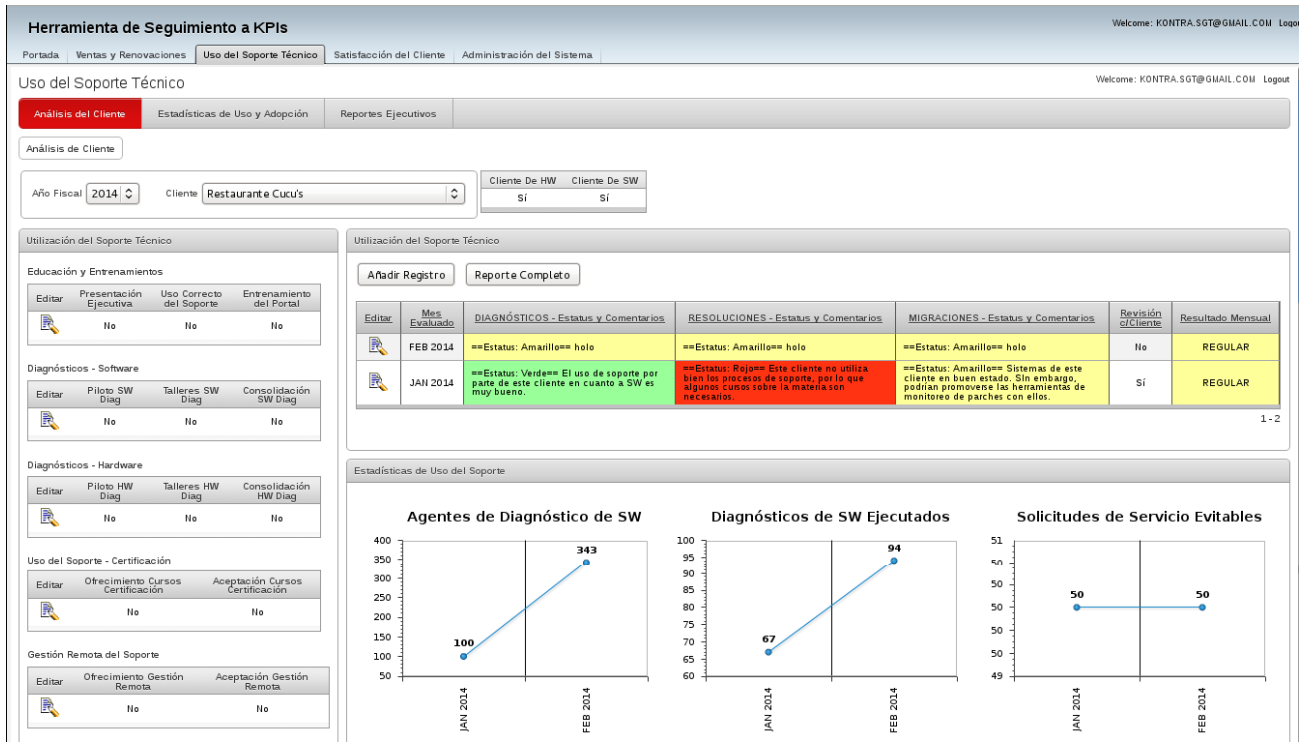 Herramienta de Seguimiento a KPIs
Welcome: KONTRA.SGT@GMAIL.COM Logou
Portada Ventas y Renovaciones Uso del Soporte Técnico Satisfacción del Cliente Administración del Sistema
Uso del Soporte Técnico
Welcome: KONTRA.SGT@GMAIL.COM Logout
Análisis del Cliente Estadísticas de Uso y Adopción Reportes Ejecutivos
Análisis de Cliente
Año Fiscal 2014 Cliente Restaurante Cucu's
Cliente De HW Cliente De SW
Sí Sí
Utilización del Soporte Técnico
Educación y Entrenamientos
Editar Presentación Ejecutiva Uso Correcto del Soporte Entrenamiento del Portal
No No No
Diagnósticos - Software
Editar Piloto SW Diag Talleres SW Diag Consolidación SW Diag
No No No
Diagnósticos - Hardware
Editar Piloto HW Diag Talleres HW Diag Consolidación HW Diag
No No No
Uso del Soporte - Certificación
Editar Ofrecimiento Cursos Certificación Aceptación Cursos Certificación
No No
Gestión Remota del Soporte
Editar Ofrecimiento Gestión Remota Aceptación Gestión Remota
No No
Utilización del Soporte Técnico
Añadir Registro Reporte Completo
Editar Mes Evaluado DIAGNÓSTICOS - Estatus y Comentarios RESOLUCIONES - Estatus y Comentarios MIGRACIONES - Estatus y Comentarios Revisión c/Cliente Resultado Mensual
FEB 2014 ==Estatus: Amarillo== holo ==Estatus: Amarillo== holo ==Estatus: Amarillo== holo No REGULAR
JAN 2014 ==Estatus: Verde== El uso de soporte por parte de este cliente en cuanto a SW es muy bueno. ==Estatus: Rojo== Este cliente no utiliza bien los procesos de soporte, por lo que algunos cursos sobre la materia son necesarios. ==Estatus: Amarillo== Sistemas de este cliente en buen estado. SIn embargo, podrían promoverse las herramientas de monitoreo de parches con ellos. Sí REGULAR
1 - 2
Estadísticas de Uso del Soporte
Agentes de Diagnóstico de SW
400
350
300
250
200
150
100
50
100
343
JAN 2014
FEB 2014
Diagnósticos de SW Ejecutados
100
95
90
85
80
75
70
65
60
67
94
JAN 2014
FEB 2014
Solicitudes de Servicio Evitables
51
50
50
50
50
49
50
50
JAN 2014
FEB 2014